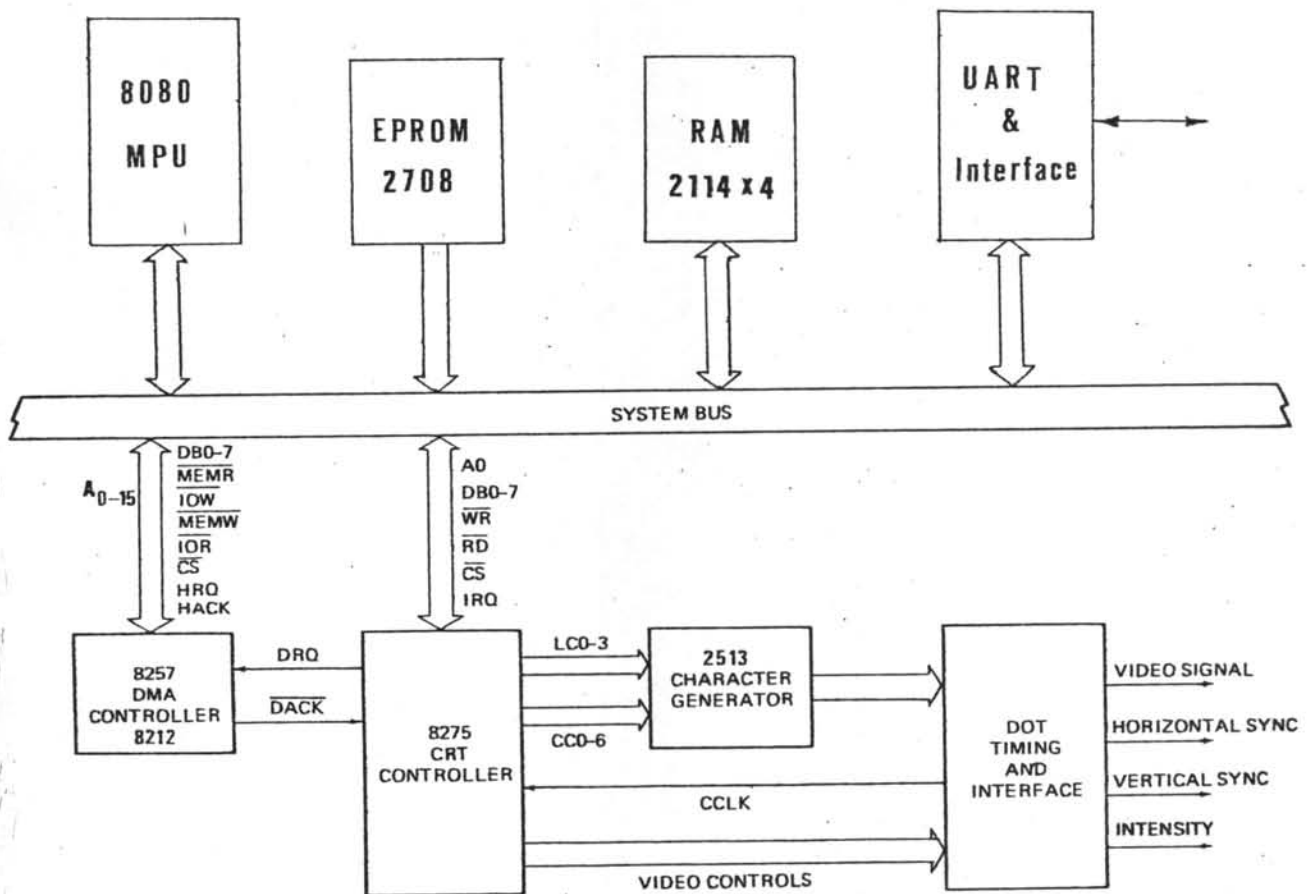 8080
MPU
EPROM
2708
RAM
2114 x 4
UART
&
Interface
SYSTEM BUS
A0-15
DB0-7
MEMR
IOW
MEMW
IOR
CS
HRQ
HACK
A0
DB0-7
WR
RD
CS
IRQ
8257
DMA
CONTROLLER
8212
DRQ
DACK
8275
CRT
CONTROLLER
LC0-3
CC0-6
2513
CHARACTER
GENERATOR
CCLK
VIDEO CONTROLS
DOT
TIMING
AND
INTERFACE
VIDEO SIGNAL
HORIZONTAL SYNC
VERTICAL SYNC
INTENSITY